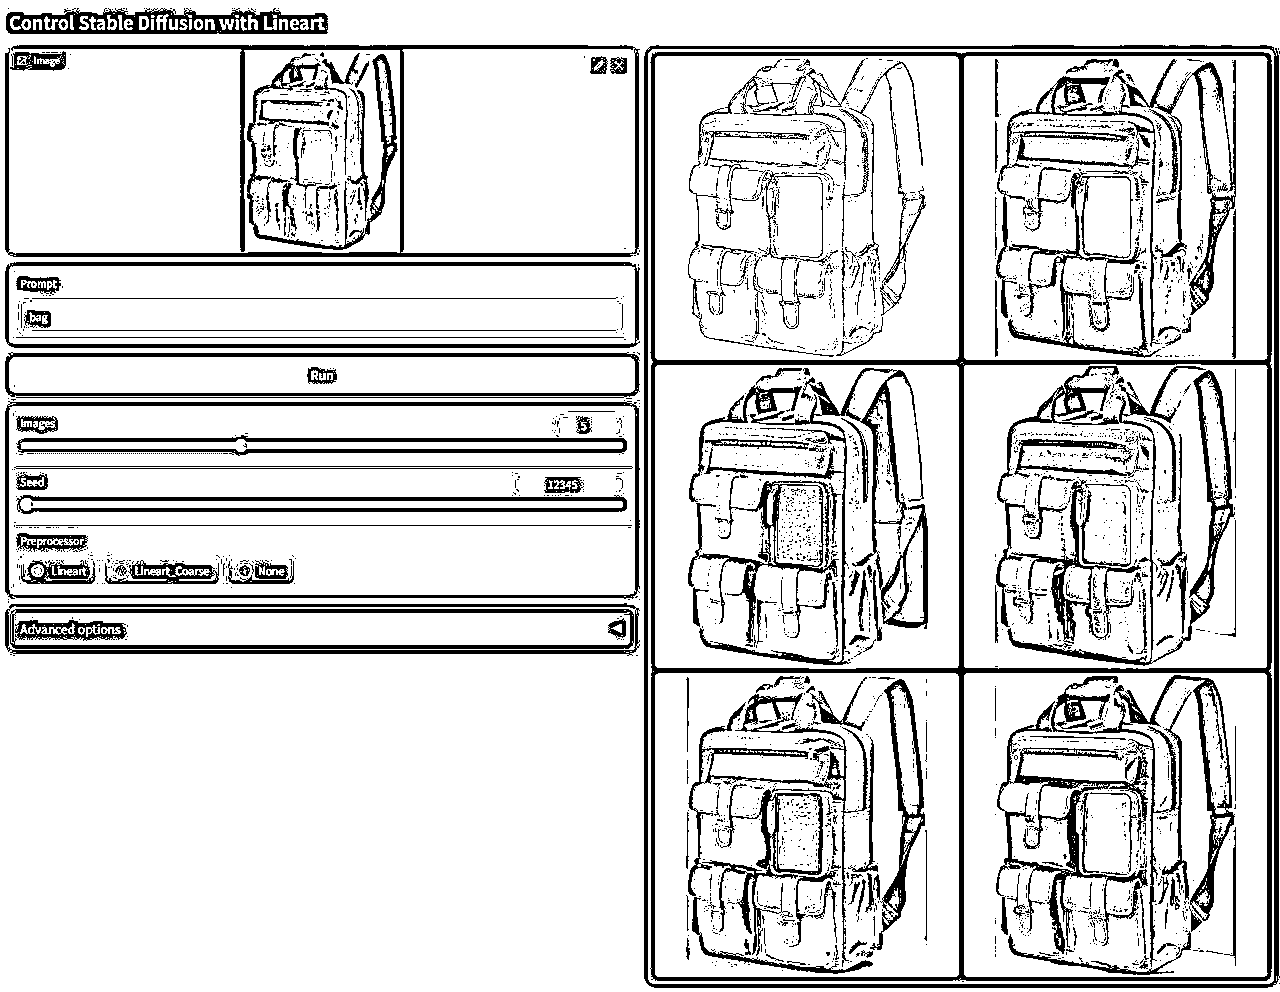 Control Stable Diffusion with Lineart
Image
Prompt
bag
Run
Images
5
Seed
12345
Preprocessor
Lineart
Lineart_Coarse
None
Advanced options